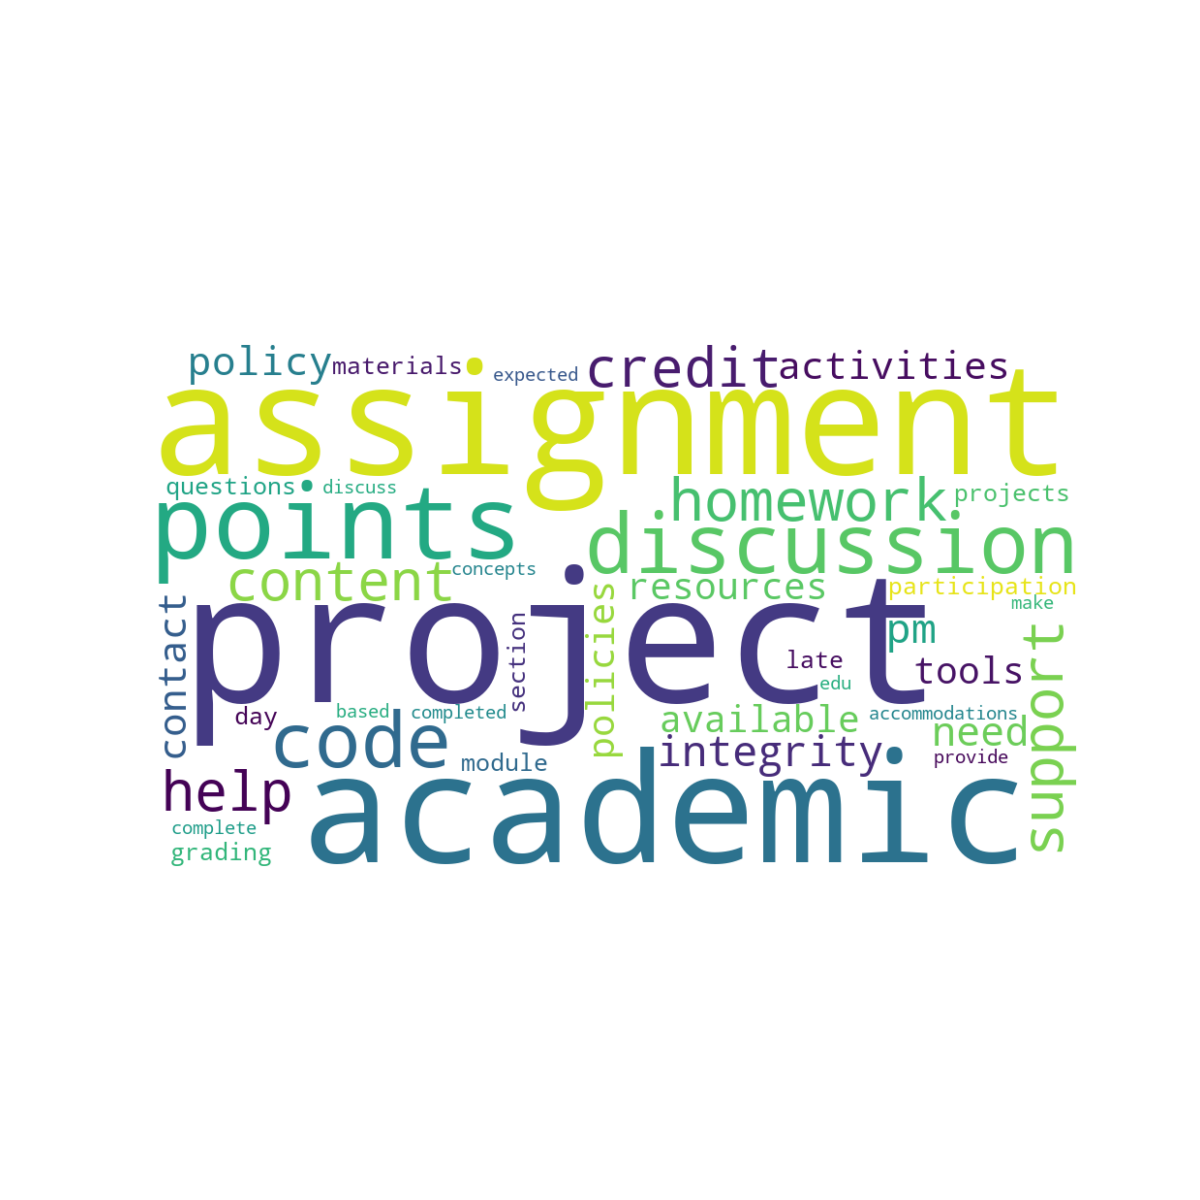 policy
materials
expected
credit
activities
assignment
questions
discuss
points
homework
projects
discussion
content
concepts
resources
participation
make
project
contact
section
policies
pm
late
tools
edu
support
day
based
completed
code
available
accommodations
need
module
integrity
provide
help
academic
complete
grading